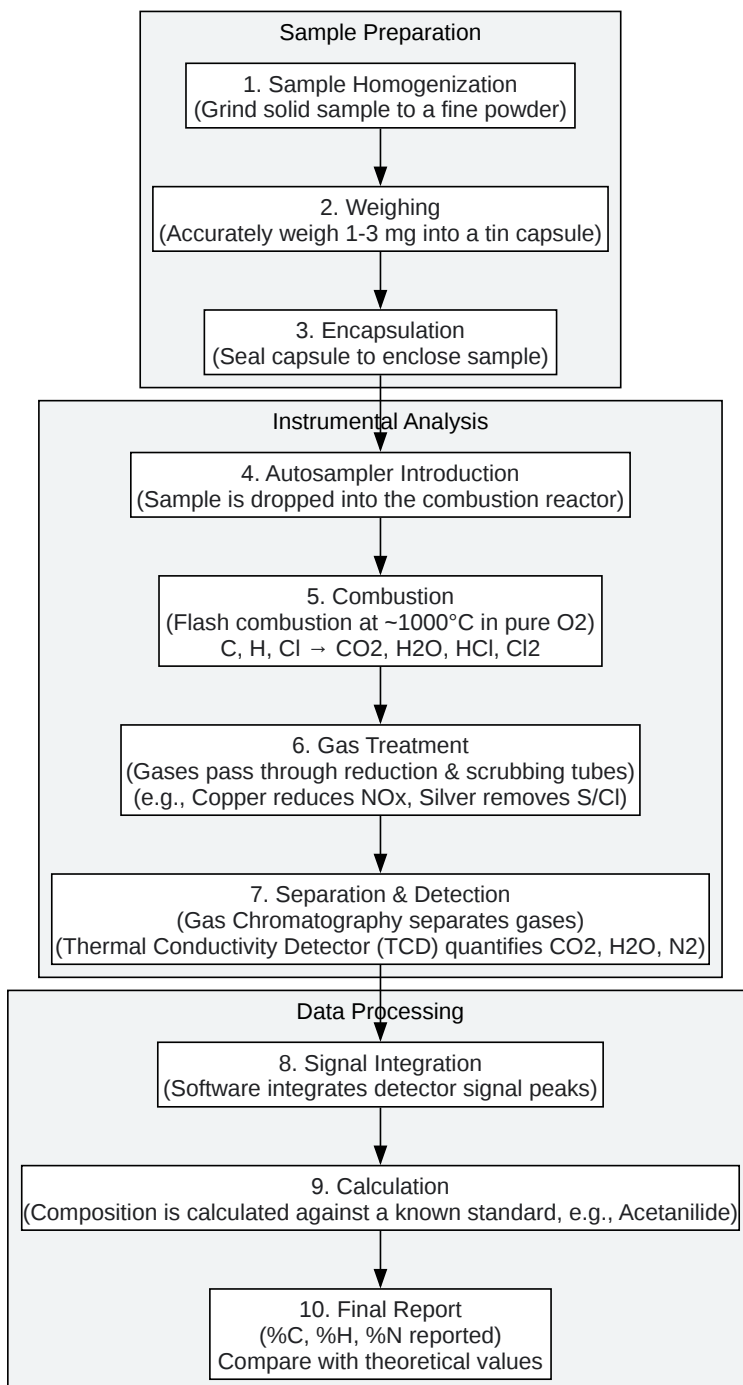 Sample Preparation
1. Sample Homogenization
(Grind solid sample to a fine powder)
2. Weighing
(Accurately weigh 1-3 mg into a tin capsule)
3. Encapsulation
(Seal capsule to enclose sample)
Instrumental Analysis
4. Autosampler Introduction
(Sample is dropped into the combustion reactor)
5. Combustion
(Flash combustion at ~1000°C in pure O2)
C, H, Cl → CO2, H2O, HCl, Cl2
6. Gas Treatment
(Gases pass through reduction & scrubbing tubes)
(e.g., Copper reduces NOx, Silver removes S/Cl)
7. Separation & Detection
(Gas Chromatography separates gases)
(Thermal Conductivity Detector (TCD) quantifies CO2, H2O, N2)
Data Processing
8. Signal Integration
(Software integrates detector signal peaks)
9. Calculation
(Composition is calculated against a known standard, e.g., Acetanilide)
10. Final Report
(%C, %H, %N reported)
Compare with theoretical values